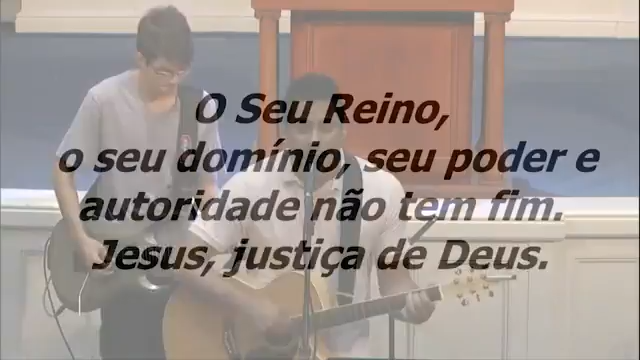 O Seu Reino,
o seu domínio, seu poder e
autoridade não tem fim.
Jesus, justiça de Deus.